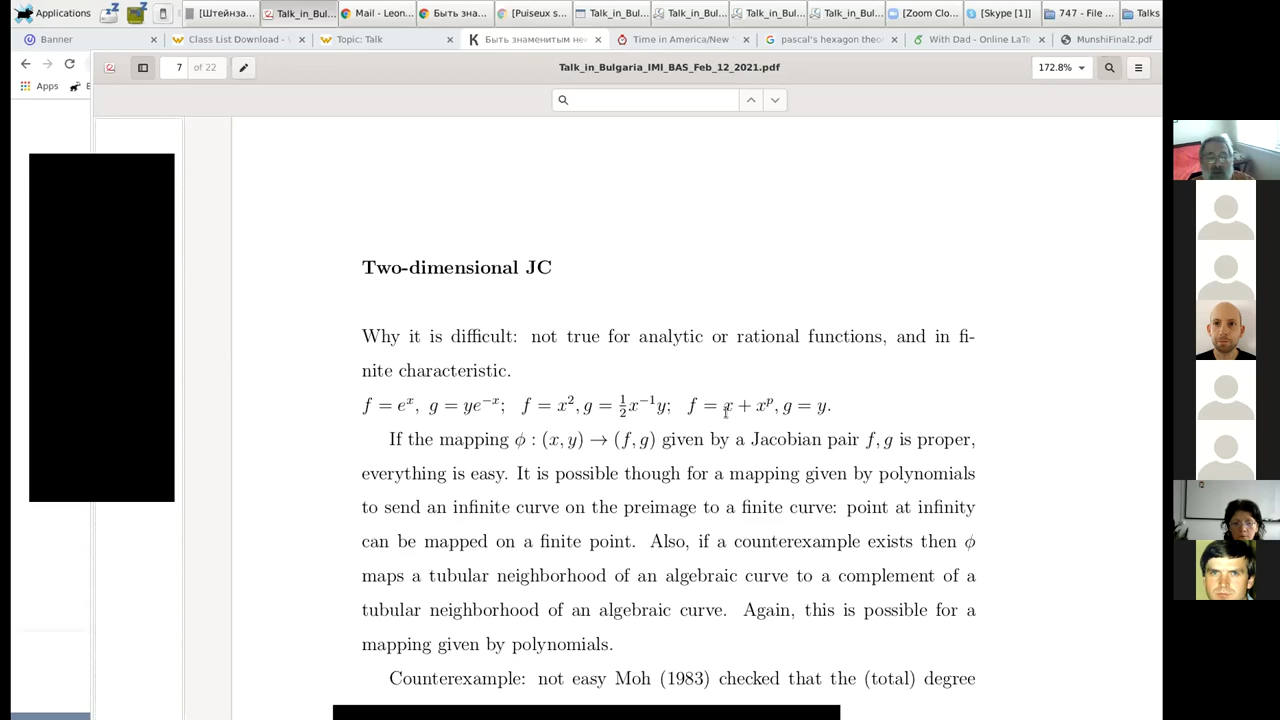 Applications
[Штейнза...
Talk_in_Bul...
Mail - Leon...
Быть зна...
[Puiseux s...
Talk_in_Bul...
Talk_in_Bul...
Talk_in_Bul...
Talk_in_Bul...
[Zoom Clo...
[Skype [1]]
747 - File ...
Talks
Banner
Class List Download -
Topic: Talk
Быть знаменитым не
Time in America/New
pascal's hexagon theo
With Dad - Online LaTe
MunshiFinal2.pdf
7 of 22
Talk_in_Bulgaria_IMI_BAS_Feb_12_2021.pdf
172.8%
Apps
Two-dimensional JC
Why it is difficult: not true for analytic or rational functions, and in fi-
nite characteristic.
f = eˣ, g = ye⁻ˣ; f = x², g = ½x⁻¹y; f = x + xᵖ, g = y.
If the mapping ϕ : (x, y) → (f, g) given by a Jacobian pair f, g is proper,
everything is easy. It is possible though for a mapping given by polynomials
to send an infinite curve on the preimage to a finite curve: point at infinity
can be mapped on a finite point. Also, if a counterexample exists then ϕ
maps a tubular neighborhood of an algebraic curve to a complement of a
tubular neighborhood of an algebraic curve. Again, this is possible for a
mapping given by polynomials.
Counterexample: not easy Moh (1983) checked that the (total) degree